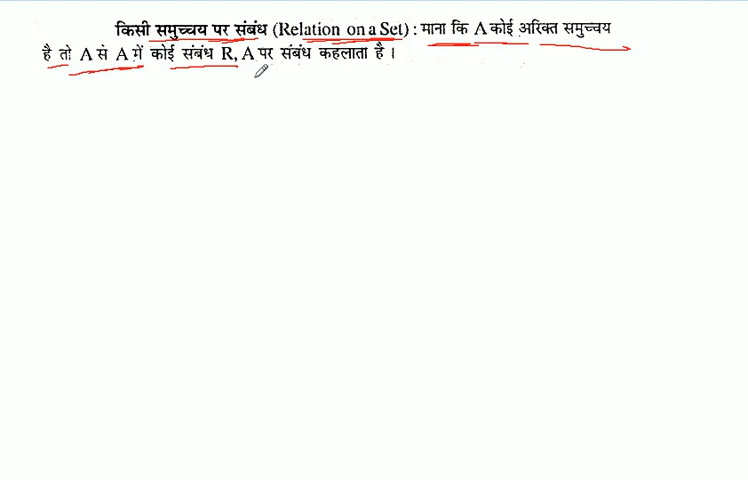 किसी समुच्चय पर संबंध (Relation on a Set) : माना कि A कोई अरिक्त समुच्चय
है तो A से A में कोई संबंध R, A पर संबंध कहलाता है ।